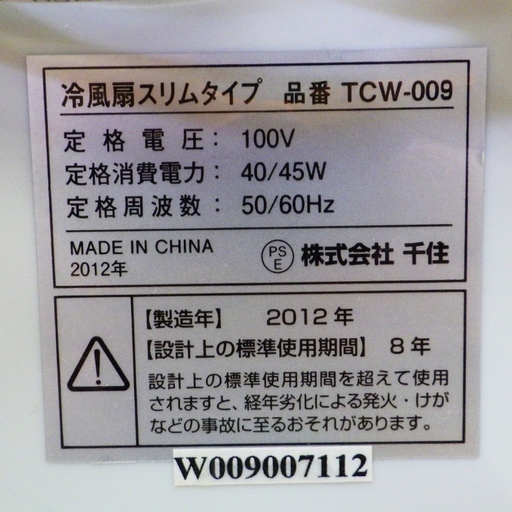 冷風扇スリムタイプ 品番 TCW-009
定格電圧: 100V
定格消費電力: 40/45W
定格周波数: 50/60Hz
MADE IN CHINA
2012年
PS
E
株式会社 千住
【製造年】 2012年
【設計上の標準使用期間】 8年
設計上の標準使用期間を超えて使用
されますと、経年劣化による発火・けが
などの事故に至るおそれがあります。
W009007112